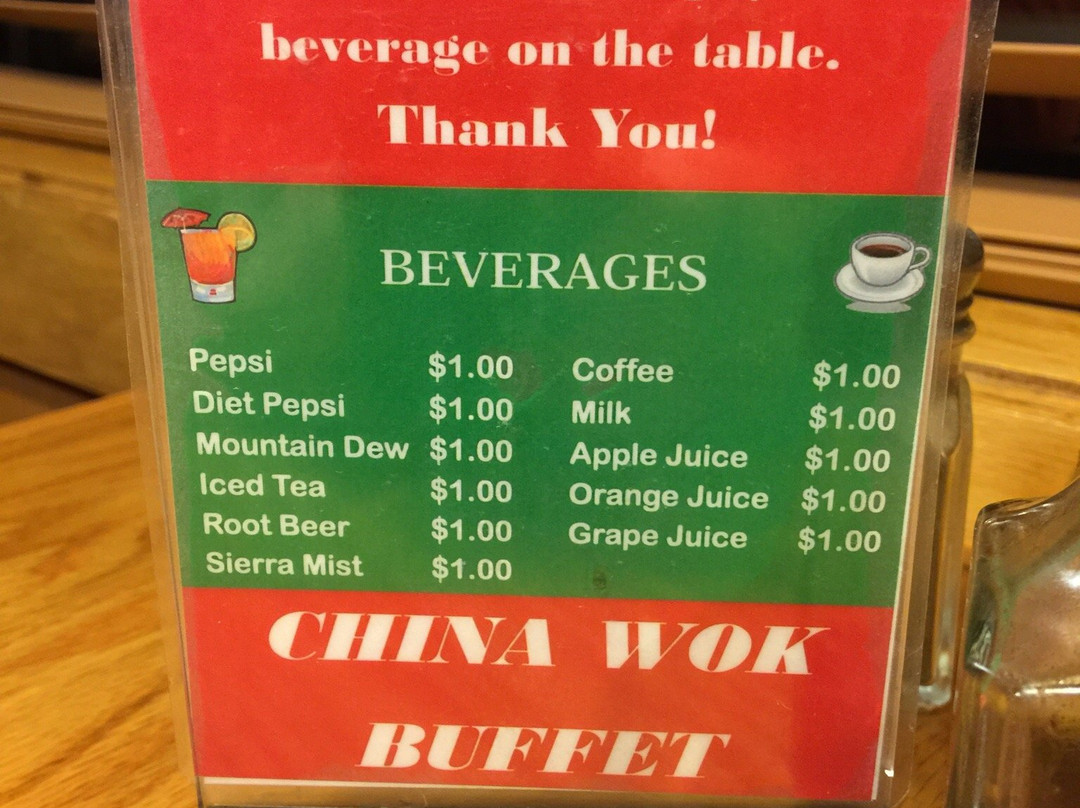 beverage on the table.
Thank You!
BEVERAGES
Pepsi $1.00
Diet Pepsi $1.00
Mountain Dew $1.00
Iced Tea $1.00
Root Beer $1.00
Sierra Mist $1.00
Coffee $1.00
Milk $1.00
Apple Juice $1.00
Orange Juice $1.00
Grape Juice $1.00
CHINA WOK
BUFFET